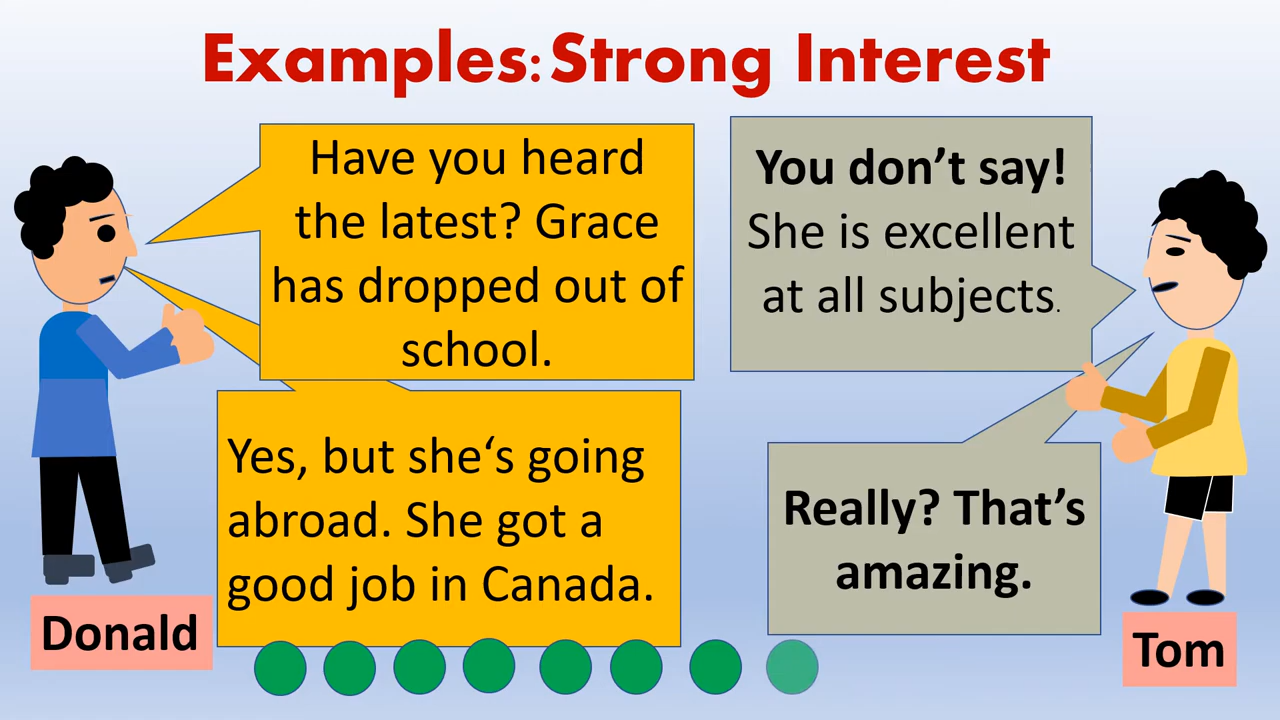 Examples: Strong Interest
Have you heard
the latest? Grace
has dropped out of
school.
You don’t say!
She is excellent
at all subjects.
Yes, but she‘s going
abroad. She got a
good job in Canada.
Really? That’s
amazing.
Donald
Tom